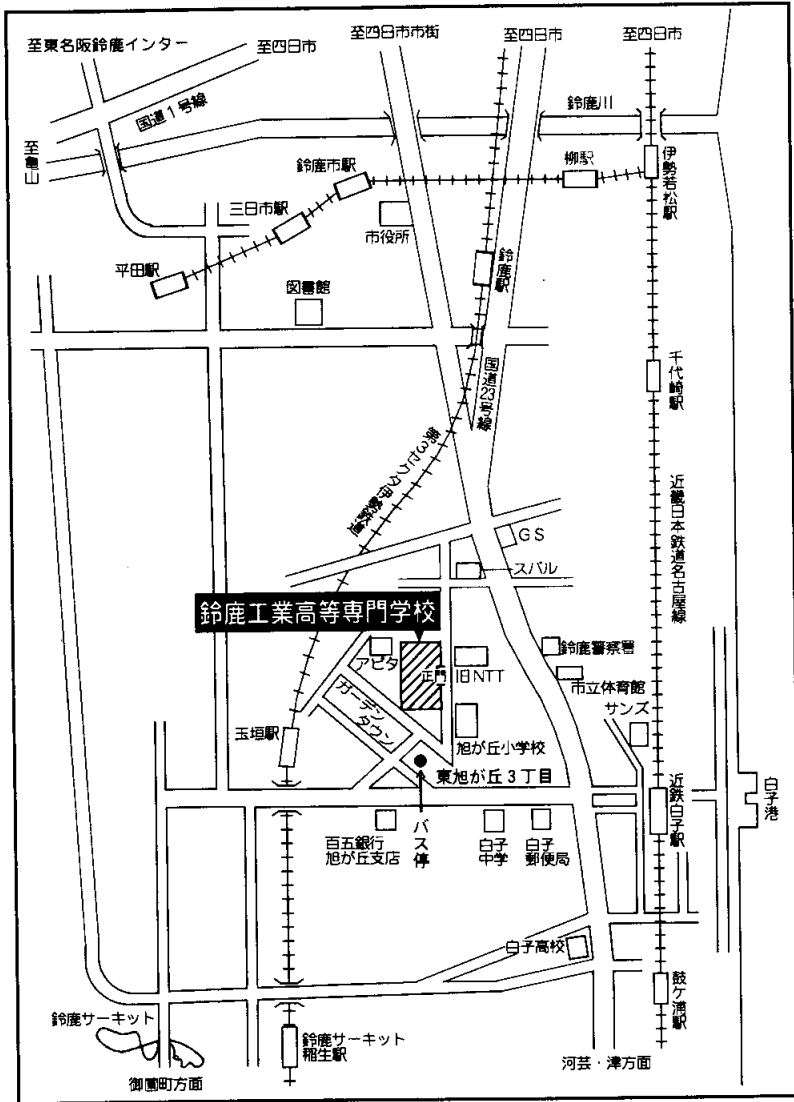 至東名阪鈴鹿インター
至四日市
至四日市市街
至四日市
至四日市
国道1号線
鈴鹿川
至亀山
鈴鹿市駅
柳駅
伊勢若松駅
三日市駅
市役所
平田駅
鈴鹿駅
図書館
国道23号線
千代崎駅
第3セクタ伊勢鉄道
近畿日本鉄道名古屋線
GS
スバル
鈴鹿工業高等専門学校
アピタ
正門
旧NTT
鈴鹿警察署
市立体育館
サンズ
ガーデン
タウン
玉垣駅
旭が丘小学校
東旭が丘3丁目
近鉄白子駅
白子港
百五銀行
旭が丘支店
バス停
白子
中学
白子
郵便局
白子高校
鼓ケ浦駅
鈴鹿サーキット
鈴鹿サーキット
稲生駅
御薗町方面
河芸・津方面